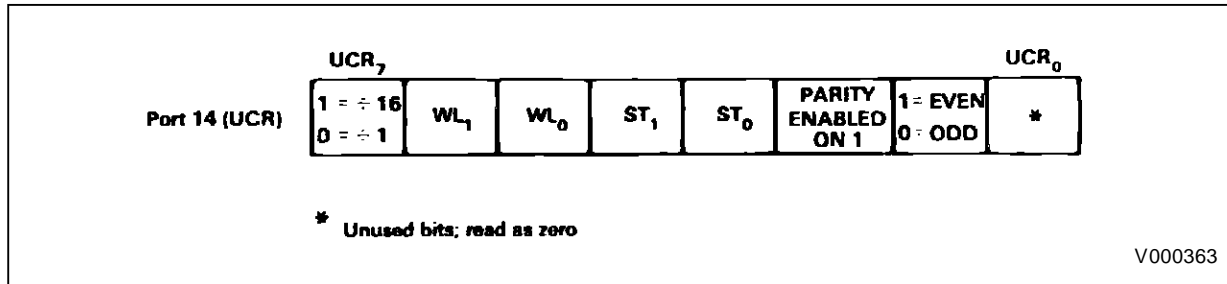 UCR₇ UCR₀
Port 14 (UCR)
1 = ÷ 16
0 = ÷ 1
WL₁
WL₀
ST₁
ST₀
PARITY
ENABLED
ON 1
1 = EVEN
0 = ODD
*
* Unused bits; read as zero
V000363